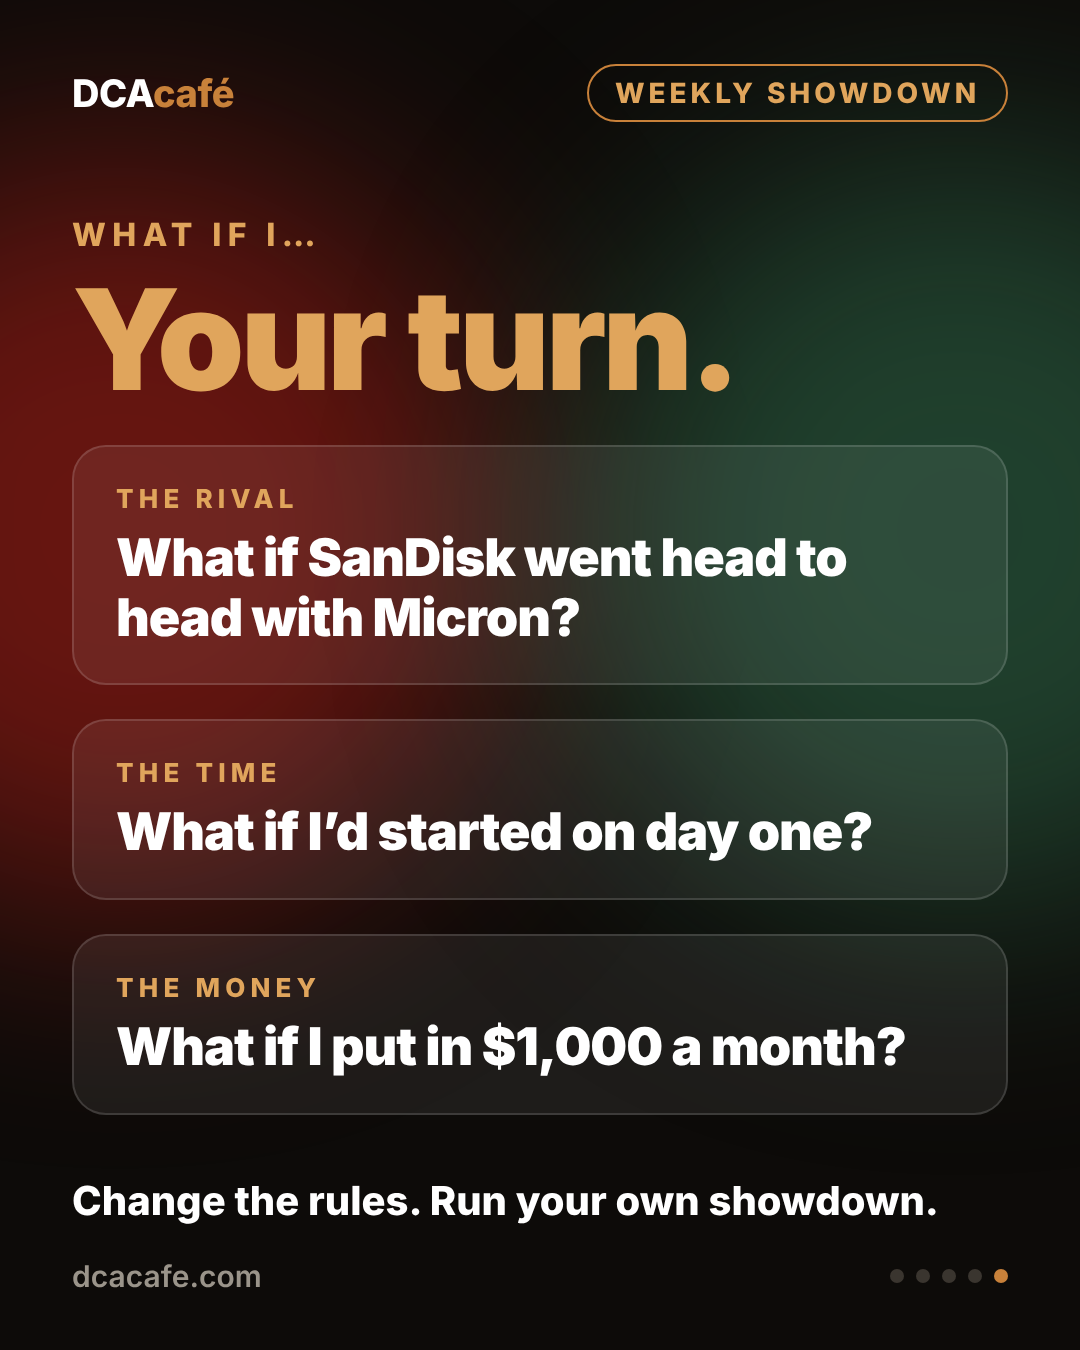 DCAcafé
WEEKLY SHOWDOWN
WHAT IF I...
Your turn.
THE RIVAL
What if SanDisk went head to
head with Micron?
THE TIME
What if I’d started on day one?
THE MONEY
What if I put in $1,000 a month?
Change the rules. Run your own showdown.
dcacafe.com